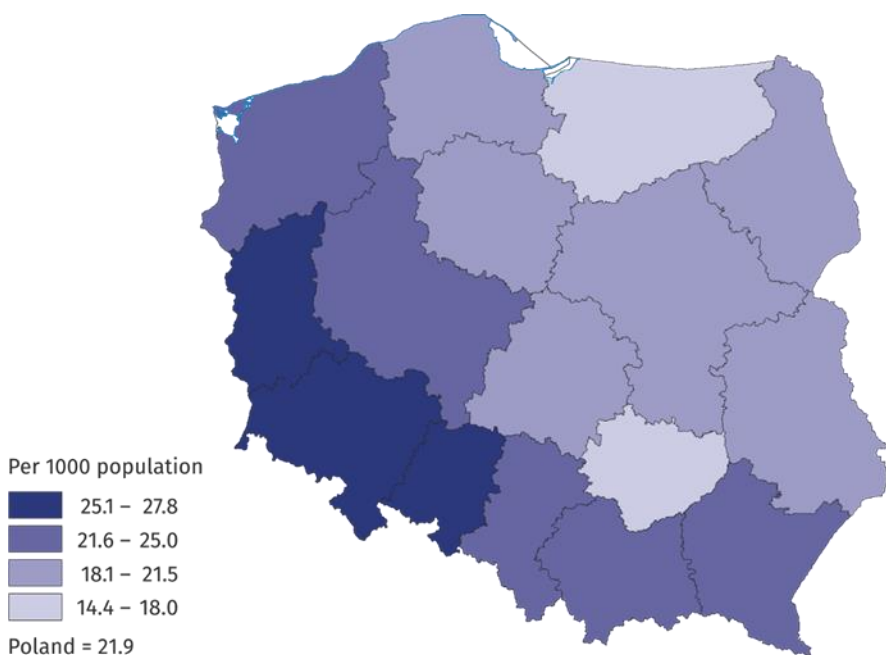 Per 1000 population
25.1 – 27.8
21.6 – 25.0
18.1 – 21.5
14.4 – 18.0
Poland = 21.9